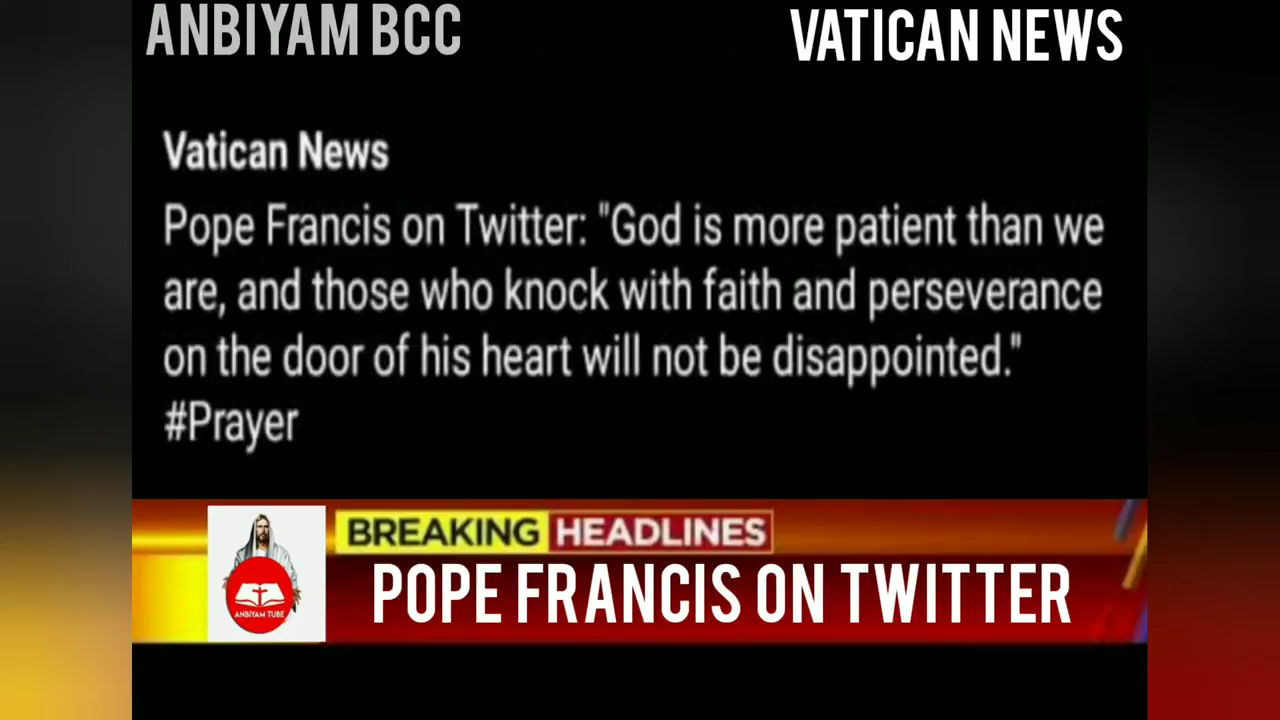 ANBIYAM BCC
VATICAN NEWS
Vatican News
Pope Francis on Twitter: "God is more patient than we
are, and those who knock with faith and perseverance
on the door of his heart will not be disappointed."
#Prayer
BREAKING HEADLINES
POPE FRANCIS ON TWITTER
ANBIYAM TUBE